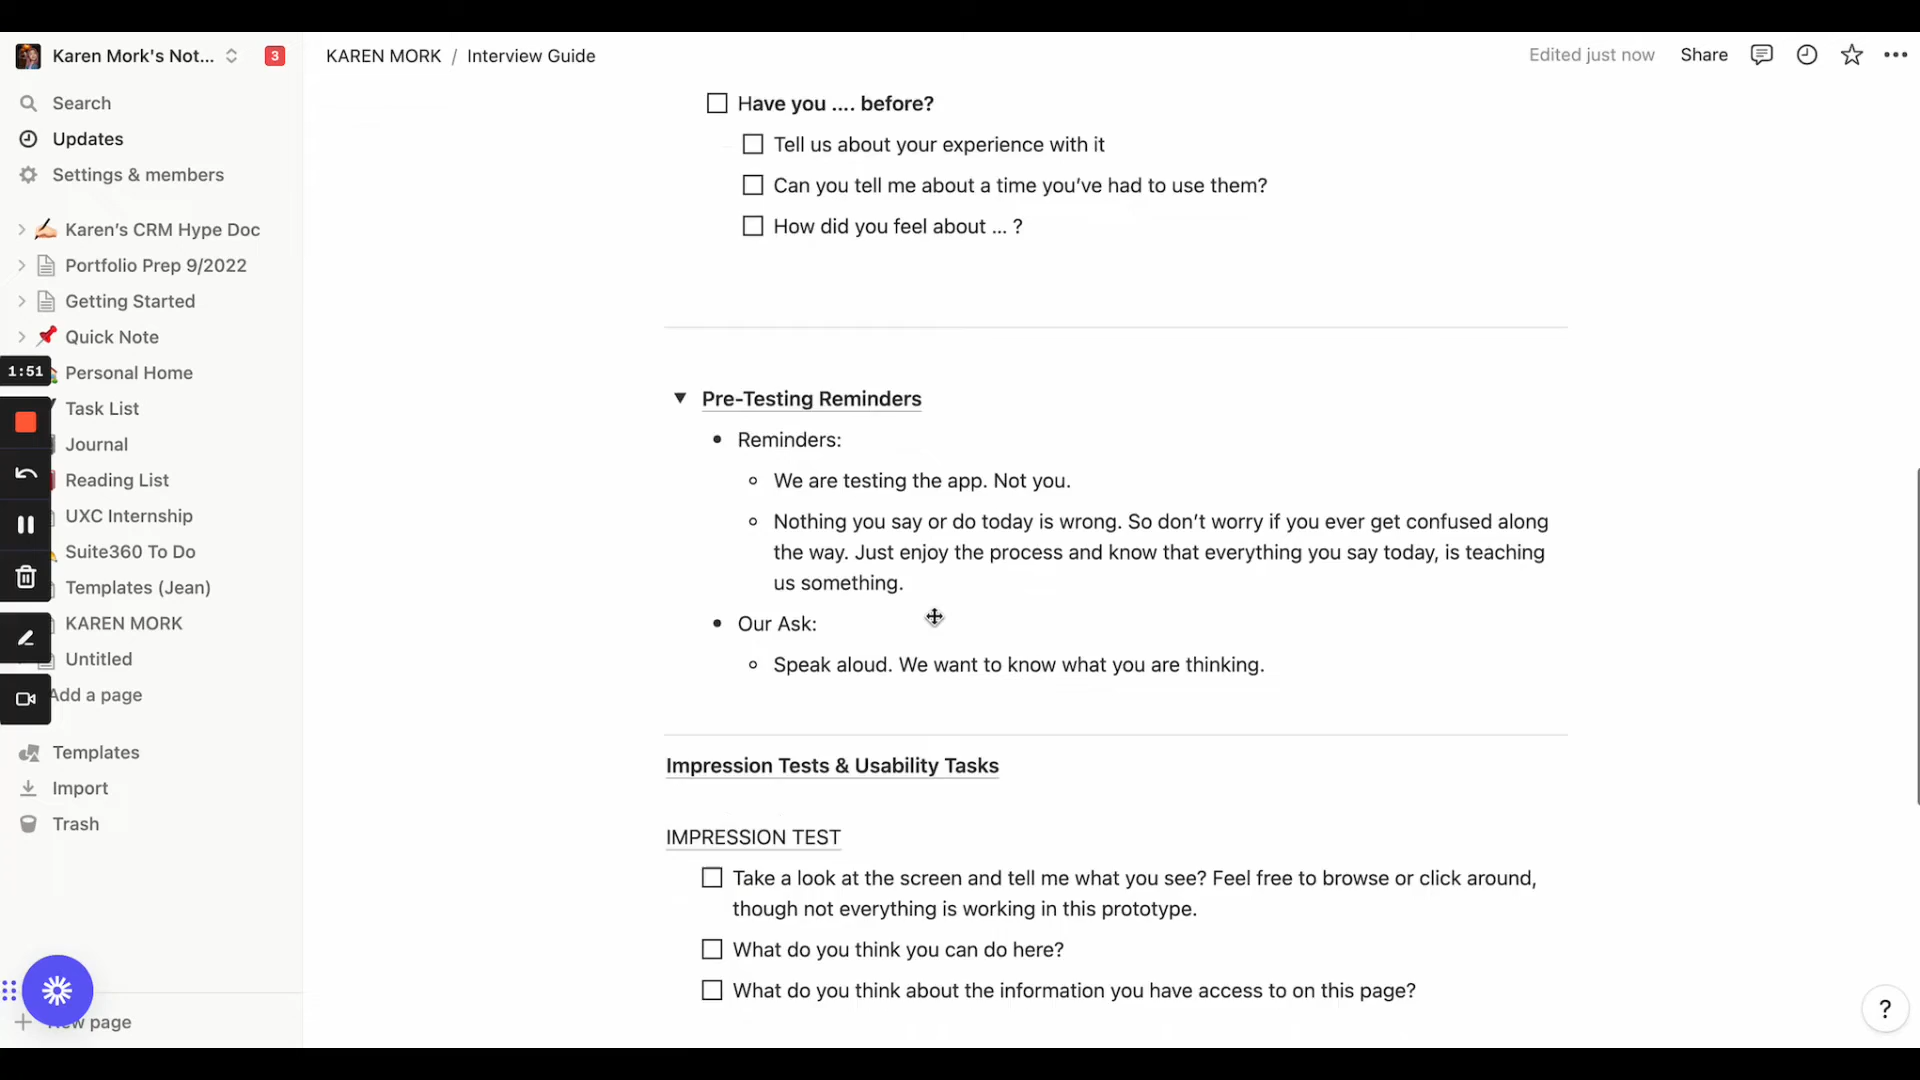 Karen Mork's Not...
3
KAREN MORK / Interview Guide
Edited just now
Share
Search
Updates
Settings & members
Karen's CRM Hype Doc
Portfolio Prep 9/2022
Getting Started
Quick Note
1:51
Personal Home
Task List
Journal
Reading List
UXC Internship
Suite360 To Do
Templates (Jean)
KAREN MORK
Untitled
Add a page
Templates
Import
Trash
page
Have you .... before?
Tell us about your experience with it
Can you tell me about a time you’ve had to use them?
How did you feel about ... ?
Pre-Testing Reminders
Reminders:
We are testing the app. Not you.
Nothing you say or do today is wrong. So don’t worry if you ever get confused along
the way. Just enjoy the process and know that everything you say today, is teaching
us something.
Our Ask:
Speak aloud. We want to know what you are thinking.
Impression Tests & Usability Tasks
IMPRESSION TEST
Take a look at the screen and tell me what you see? Feel free to browse or click around,
though not everything is working in this prototype.
What do you think you can do here?
What do you think about the information you have access to on this page?
?